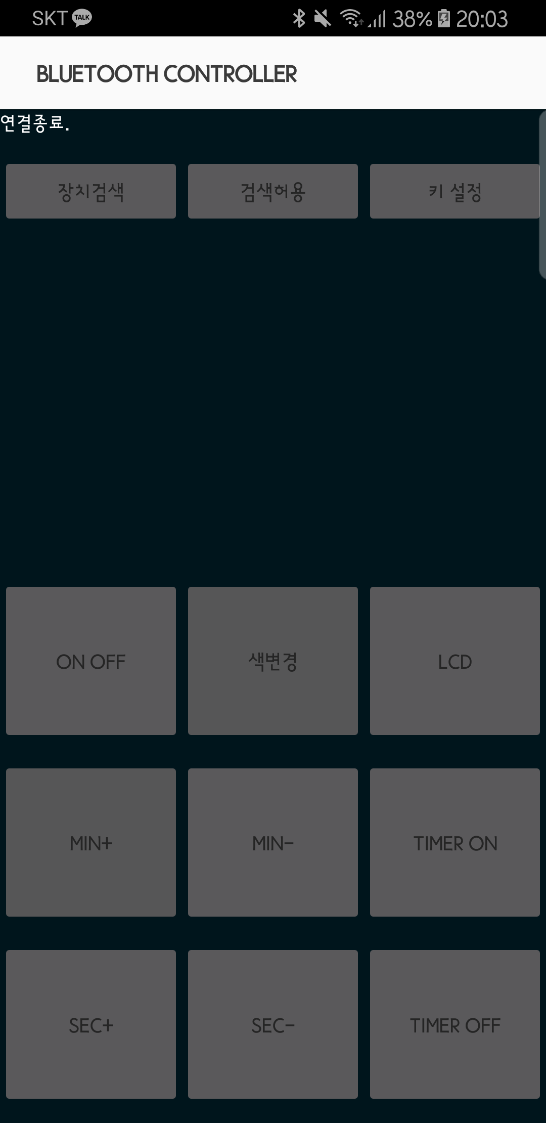 SKT TALK 38% 20:03
BLUETOOTH CONTROLLER
연결종료.
장치검색 검색허용 키 설정
ON OFF 색변경 LCD
MIN+ MIN- TIMER ON
SEC+ SEC- TIMER OFF